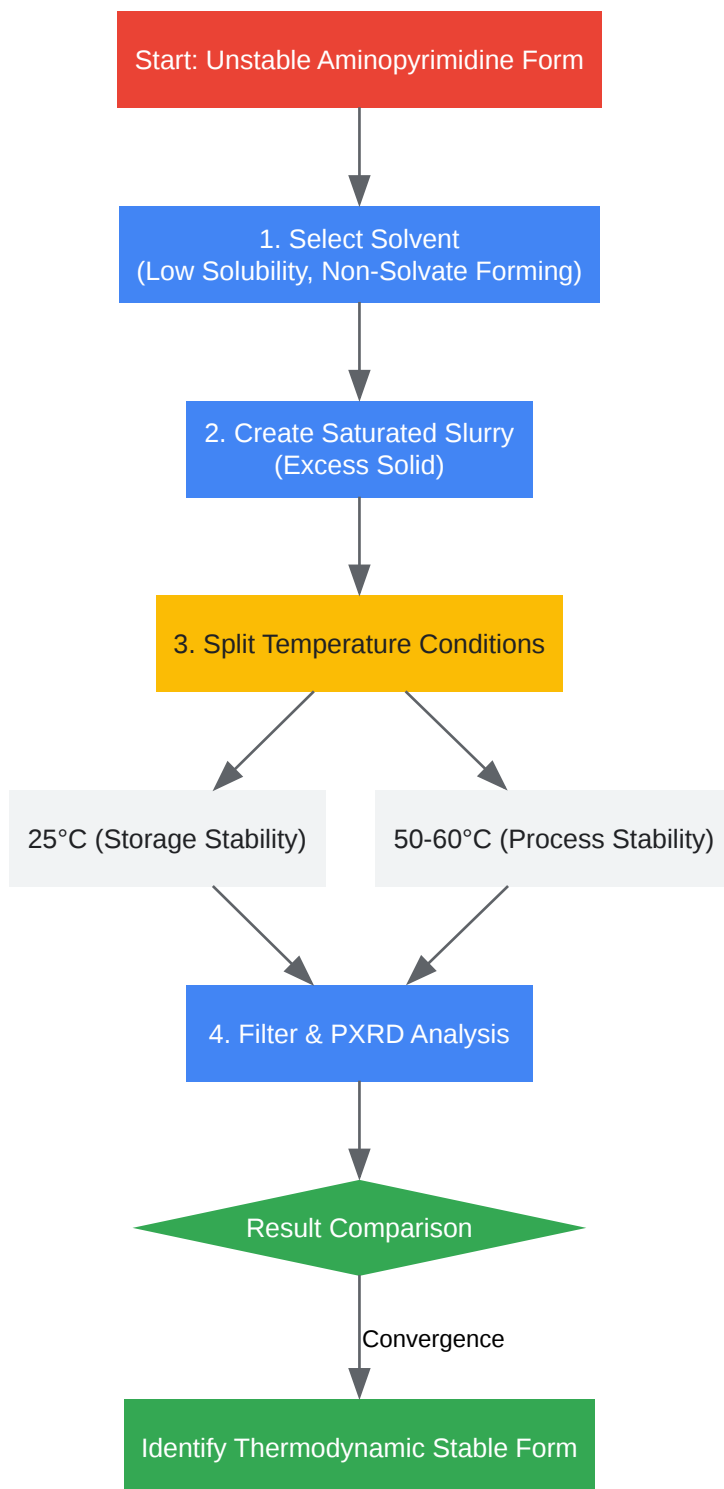 Start: Unstable Aminopyrimidine Form
1. Select Solvent
(Low Solubility, Non-Solvate Forming)
2. Create Saturated Slurry
(Excess Solid)
3. Split Temperature Conditions
25°C (Storage Stability)
50-60°C (Process Stability)
4. Filter & PXRD Analysis
Result Comparison
Convergence
Identify Thermodynamic Stable Form